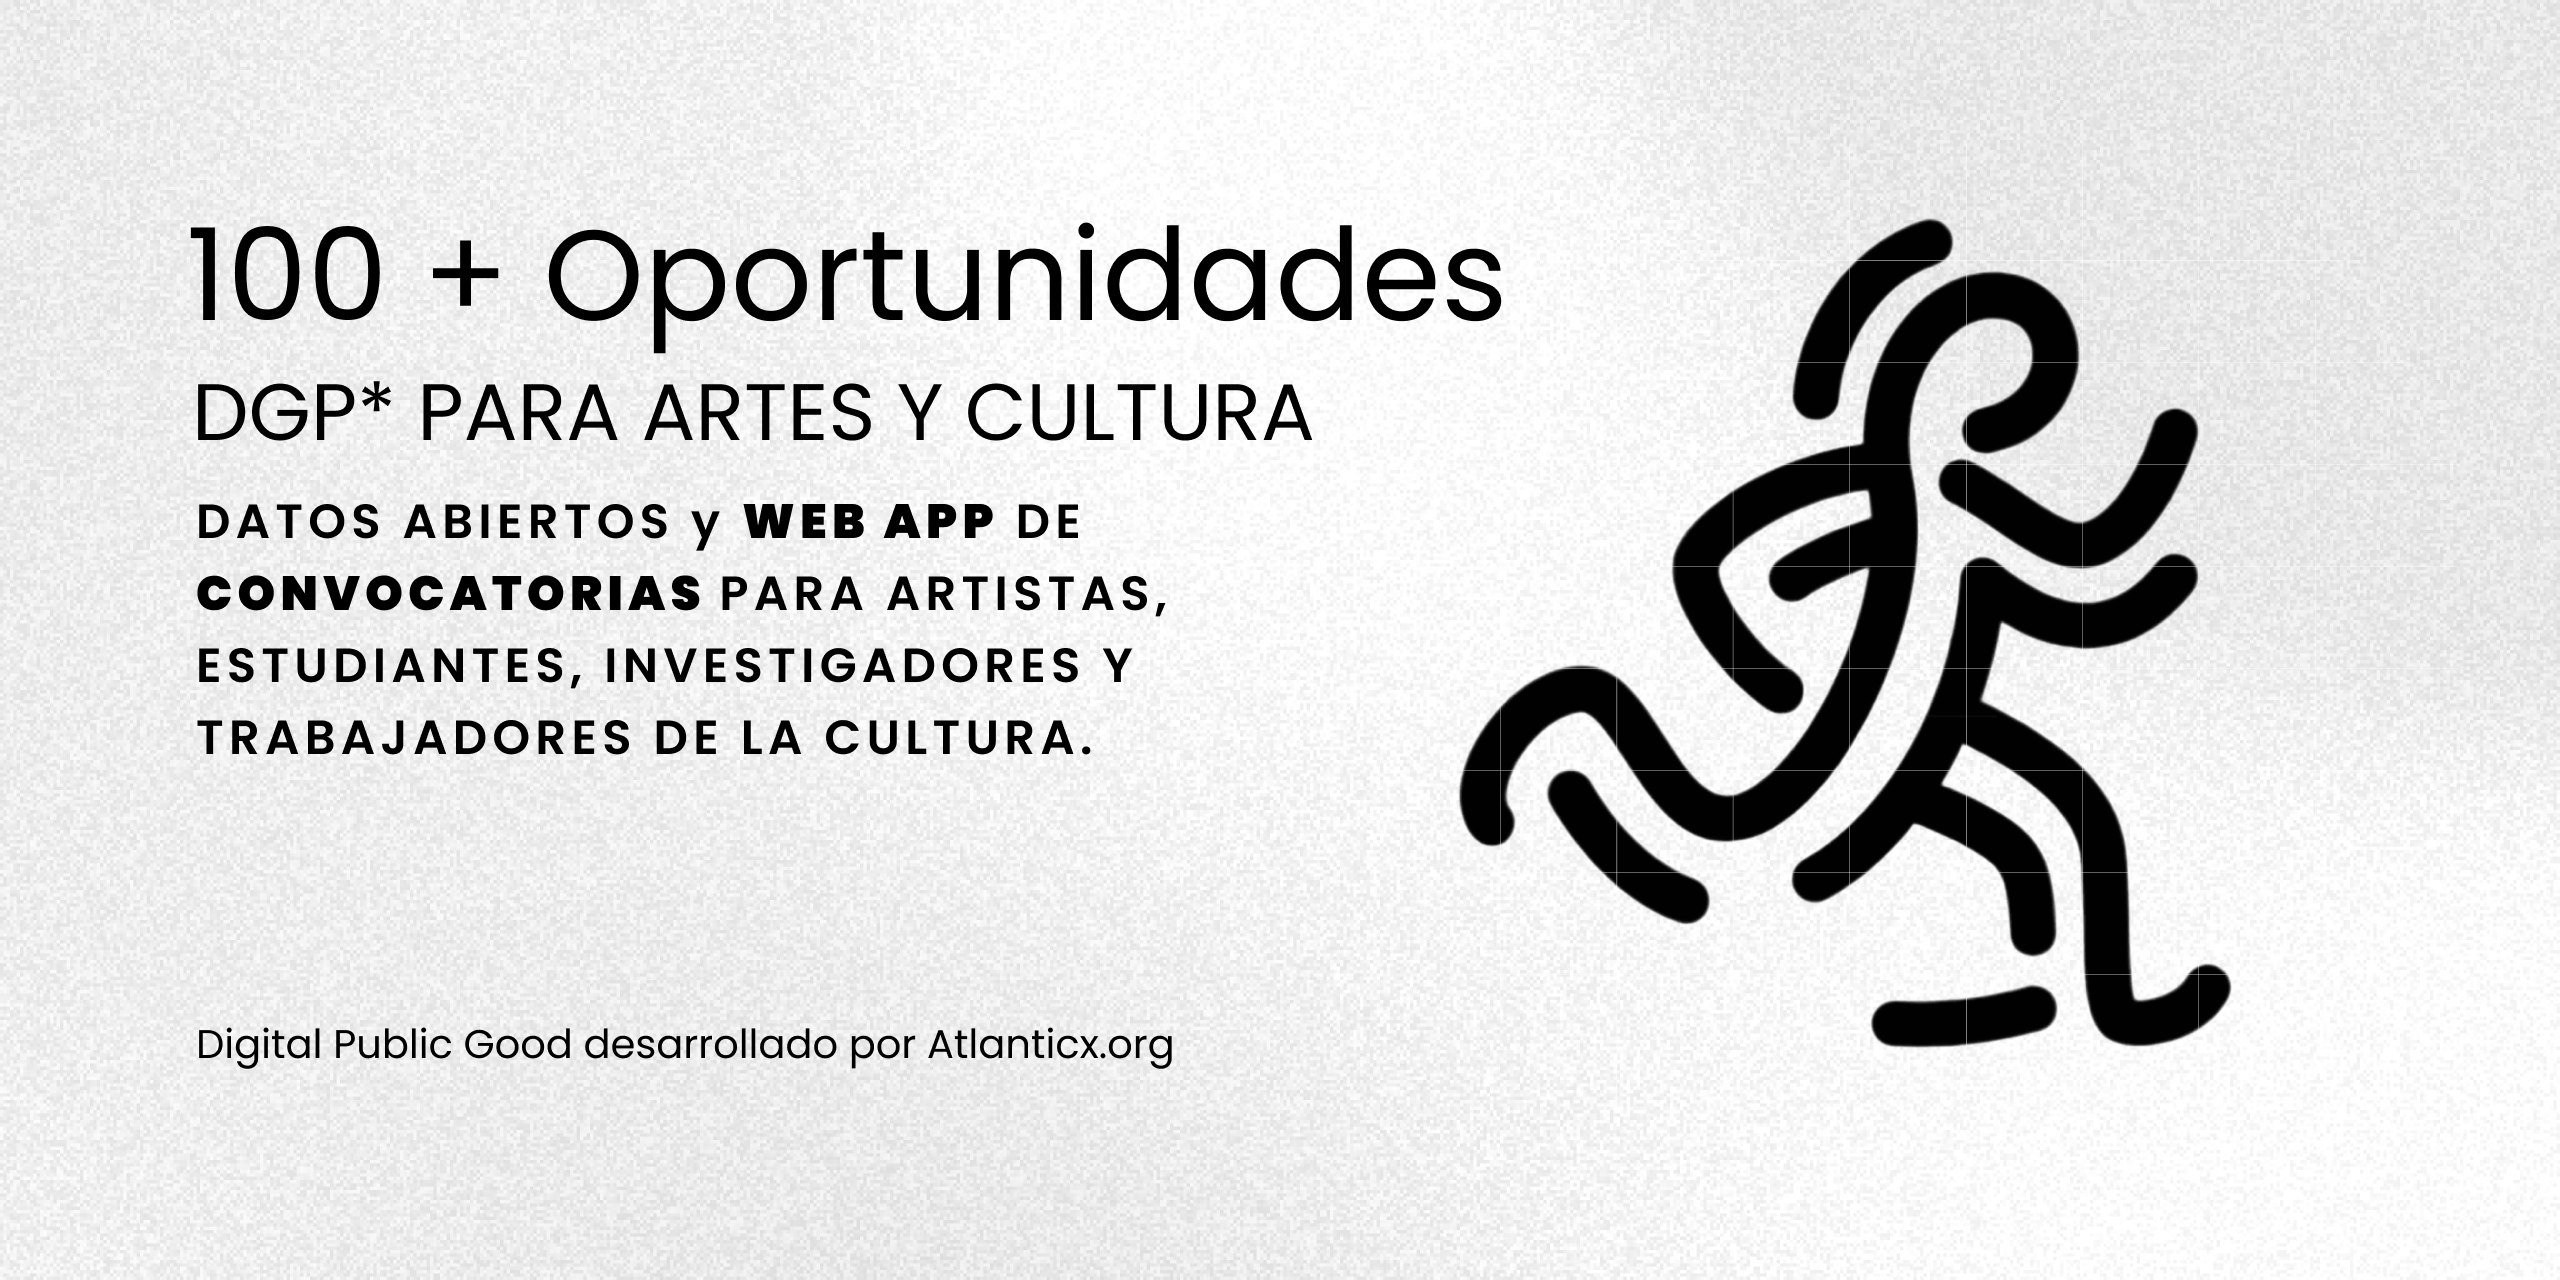 100 + Oportunidades
DGP* PARA ARTES Y CULTURA
DATOS ABIERTOS y WEB APP DE
CONVOCATORIAS PARA ARTISTAS,
ESTUDIANTES, INVESTIGADORES Y
TRABAJADORES DE LA CULTURA.
Digital Public Good desarrollado por Atlanticx.org